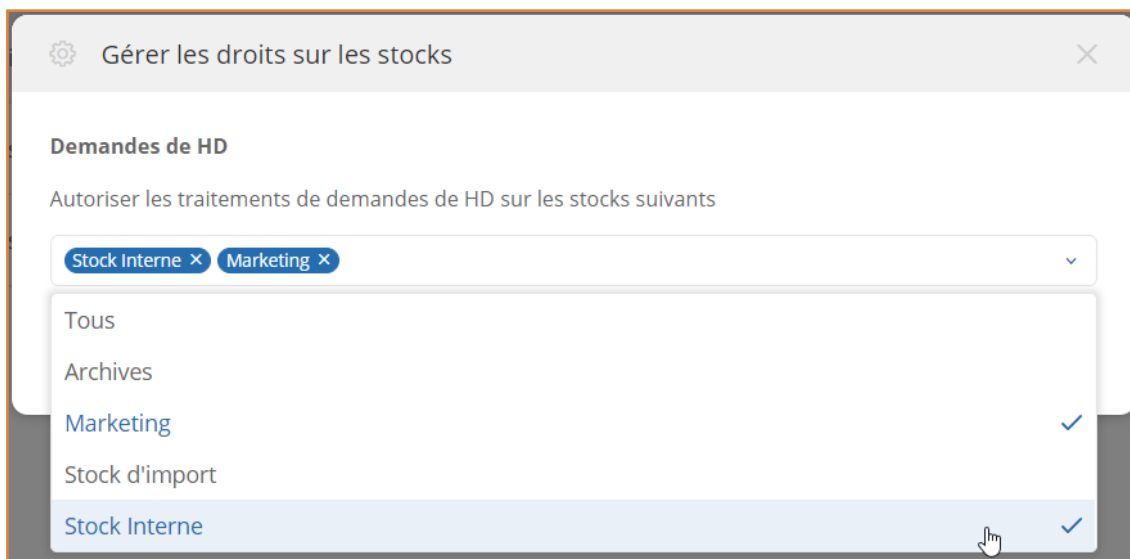 Gérer les droits sur les stocks
Demandes de HD
Autoriser les traitements de demandes de HD sur les stocks suivants
Stock Interne × Marketing ×
Tous
Archives
Marketing
Stock d'import
Stock Interne